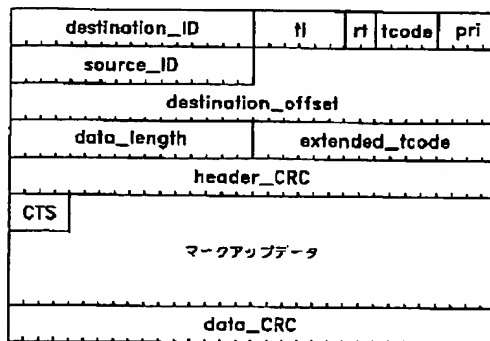 destination_ID tl rt tcode pri
source_ID
destination_offset
data_length extended_tcode
header_CRC
CTS
マークアップデータ
data_CRC